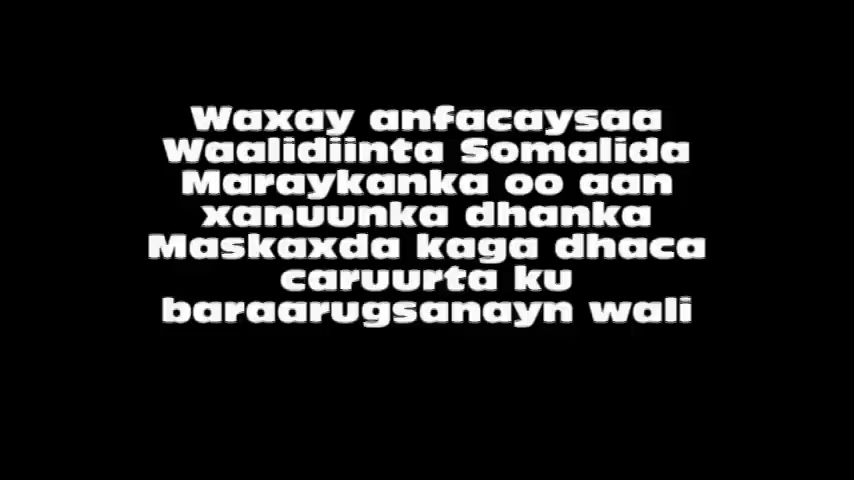 Waxay anfacaysaa
Waalidiinta Somalida
Maraykanka oo aan
xanuunka dhanka
Maskaxda kaga dhaca
caruurta ku
baraarugsanayn wali